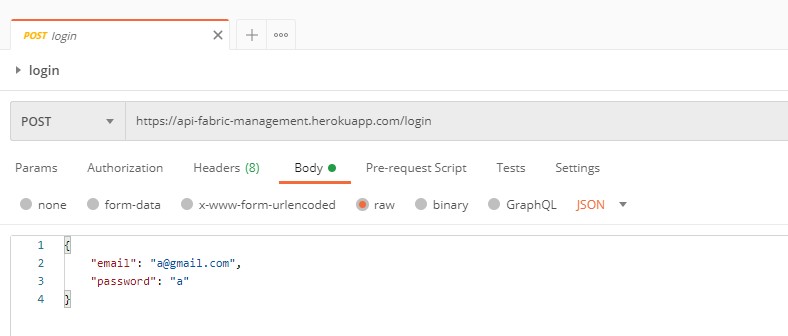 POST login
login
POST https://api-fabric-management.herokuapp.com/login
Params Authorization Headers (8) Body Pre-request Script Tests Settings
none form-data x-www-form-urlencoded raw binary GraphQL JSON
1 {
2 "email": "a@gmail.com",
3 "password": "a"
4 }